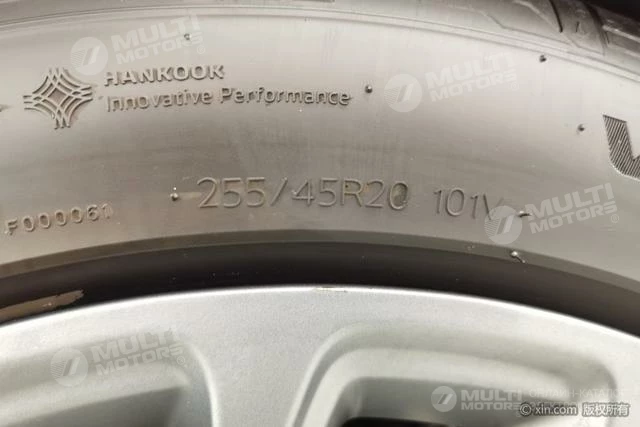 MULTI
MOTORS
HANKOOK
Innovative Performance
MULTI
MOTORS
255/45R20 101V
F000061
MULTI
MOTORS
MULTI
MOTORS
MULTI
MOTORS
© xin.com 版权所有